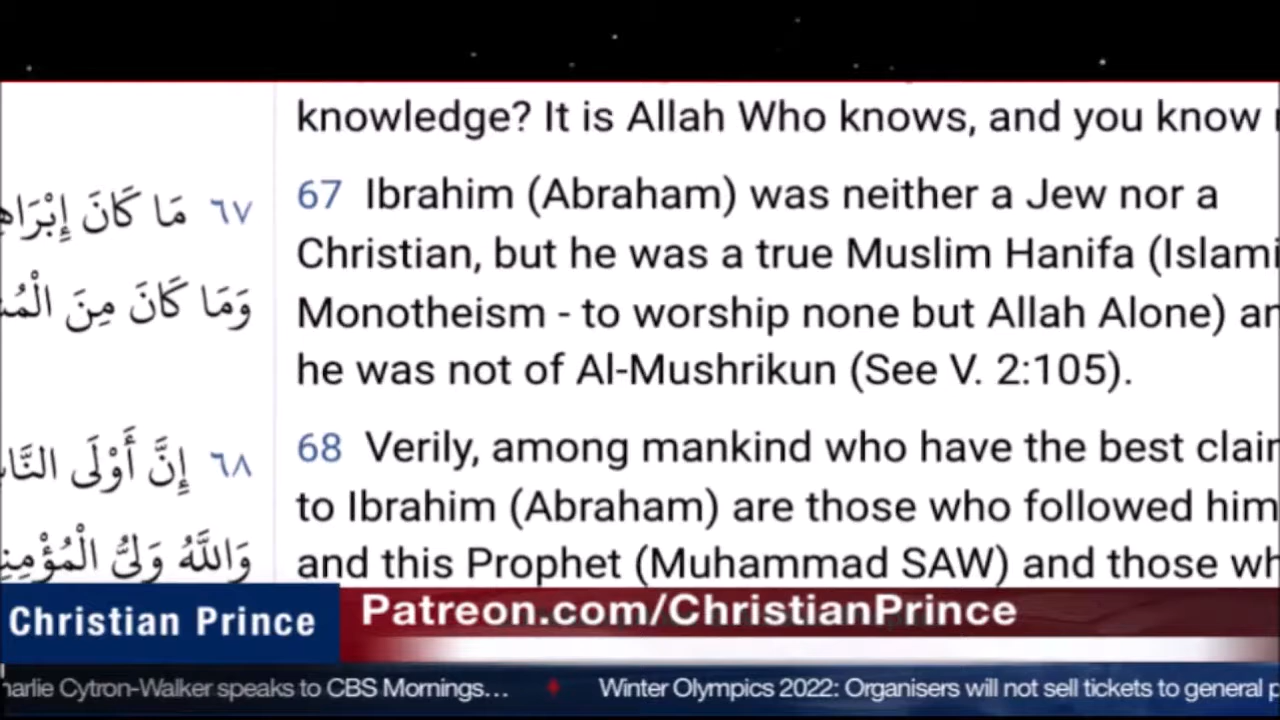 knowledge? It is Allah Who knows, and you know
٦٧ مَا كَانَ
67 Ibrahim (Abraham) was neither a Jew nor a
Christian, but he was a true Muslim Hanifa (Islami
Monotheism - to worship none but Allah Alone) an
وَمَا كَانَ مِنَ
he was not of Al-Mushrikun (See V. 2:105).
٦٨ إِنَّ أَوْلَى
68 Verily, among mankind who have the best clai
to Ibrahim (Abraham) are those who followed him
وَاللَّهُ وَلِيُّ
and this Prophet (Muhammad SAW) and those wh
Christian Prince
Patreon.com/ChristianPrince
harlie Cytron-Walker speaks to CBS Mornings... Winter Olympics 2022: Organisers will not sell tickets to general p